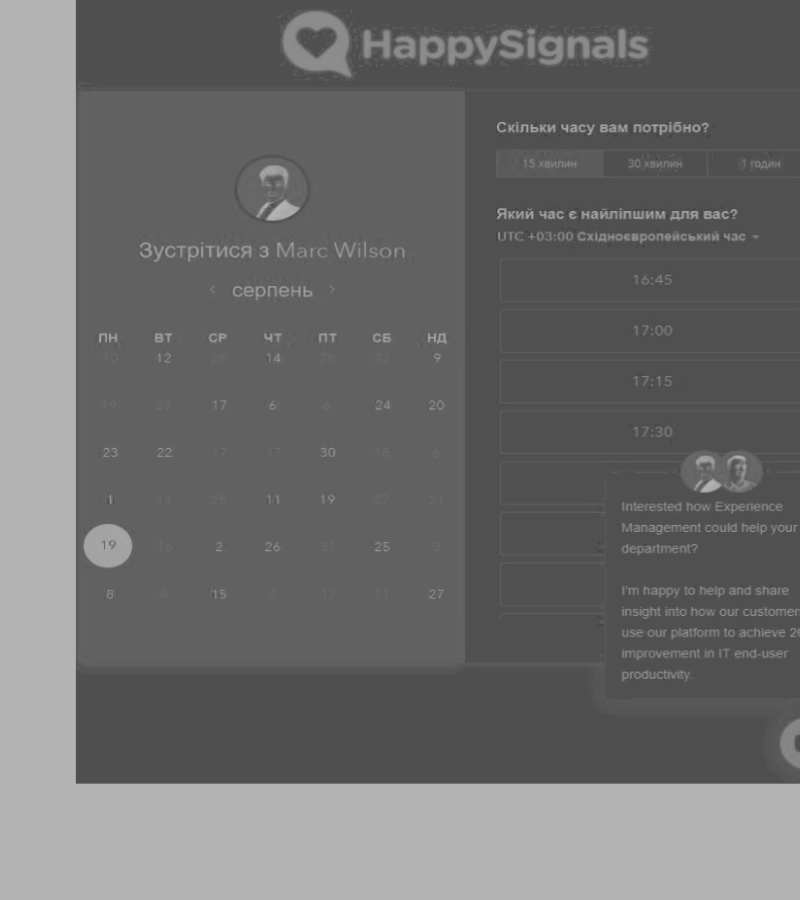 HappySignals
Зустрітися з Marc Wilson
серпень
ПН ВТ СР ЧТ ПТ СБ НД
10 12 26 14 28 22 9
19 29 17 6 6 24 20
23 22 17 17 30 18 6
1 14 25 11 19 27 21
19 16 2 26 31 25 3
8 8 15 2 17 11 27
Скільки часу вам потрібно?
15 хвилин 30 хвилин 1 годин
Який час є найліпшим для вас?
UTC +03:00 Східноєвропейський час
16:45
17:00
17:15
17:30
Interested how Experience
Management could help your
department?
I'm happy to help and share
insight into how our customers
use our platform to achieve
improvement in IT end-user
productivity.